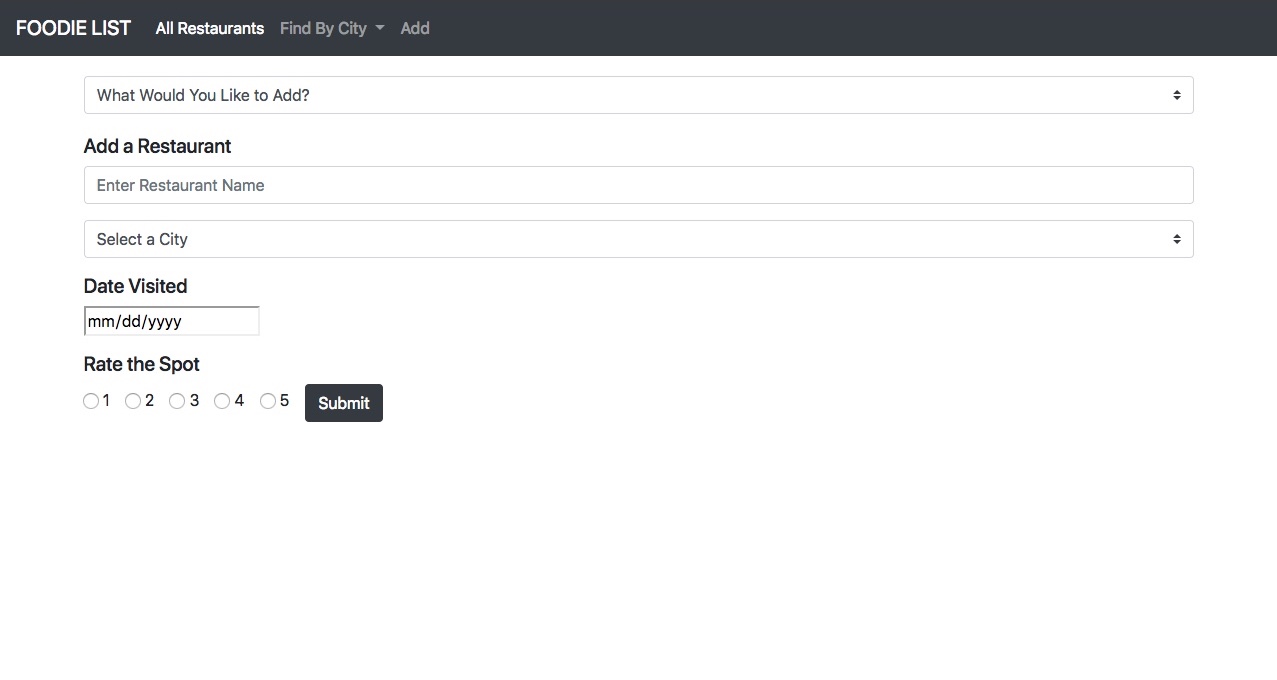 FOODIE LIST All Restaurants Find By City Add
What Would You Like to Add?
Add a Restaurant
Enter Restaurant Name
Select a City
Date Visited
mm/dd/yyyy
Rate the Spot
1 2 3 4 5 Submit